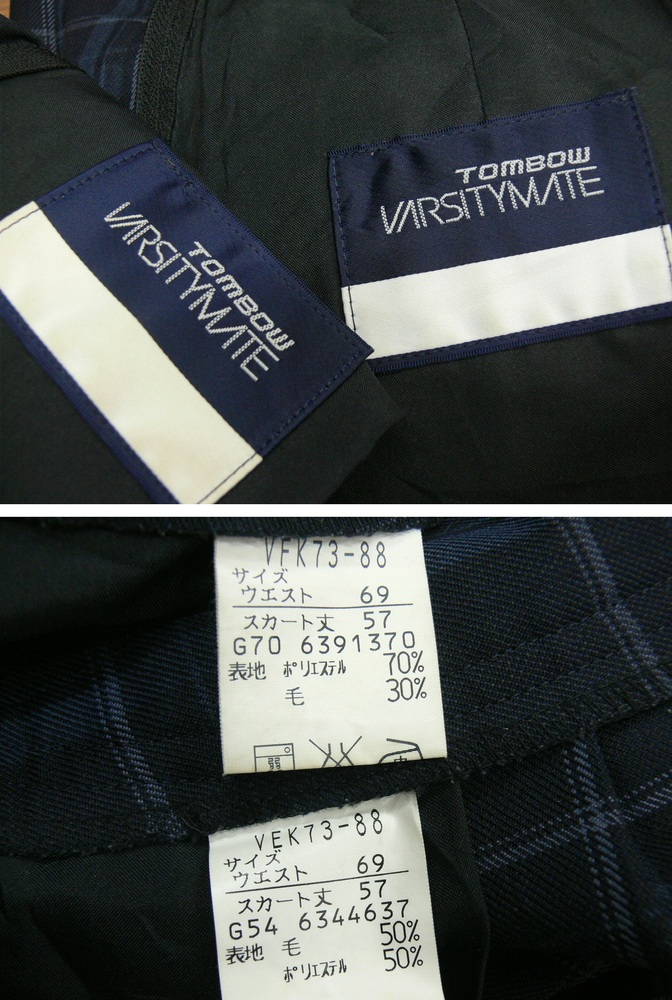 TOMBOW
VARSITYMATE
TOMBOW
VARSITYMATE
VFK73-88
サイズ
ウエスト 69
スカート丈 57
G70 6391370
表地 ポリエステル 70%
毛 30%
弱
中
VEK73-88
サイズ
ウエスト 69
スカート丈 57
G54 6344637
表地 毛 50%
ポリエステル 50%